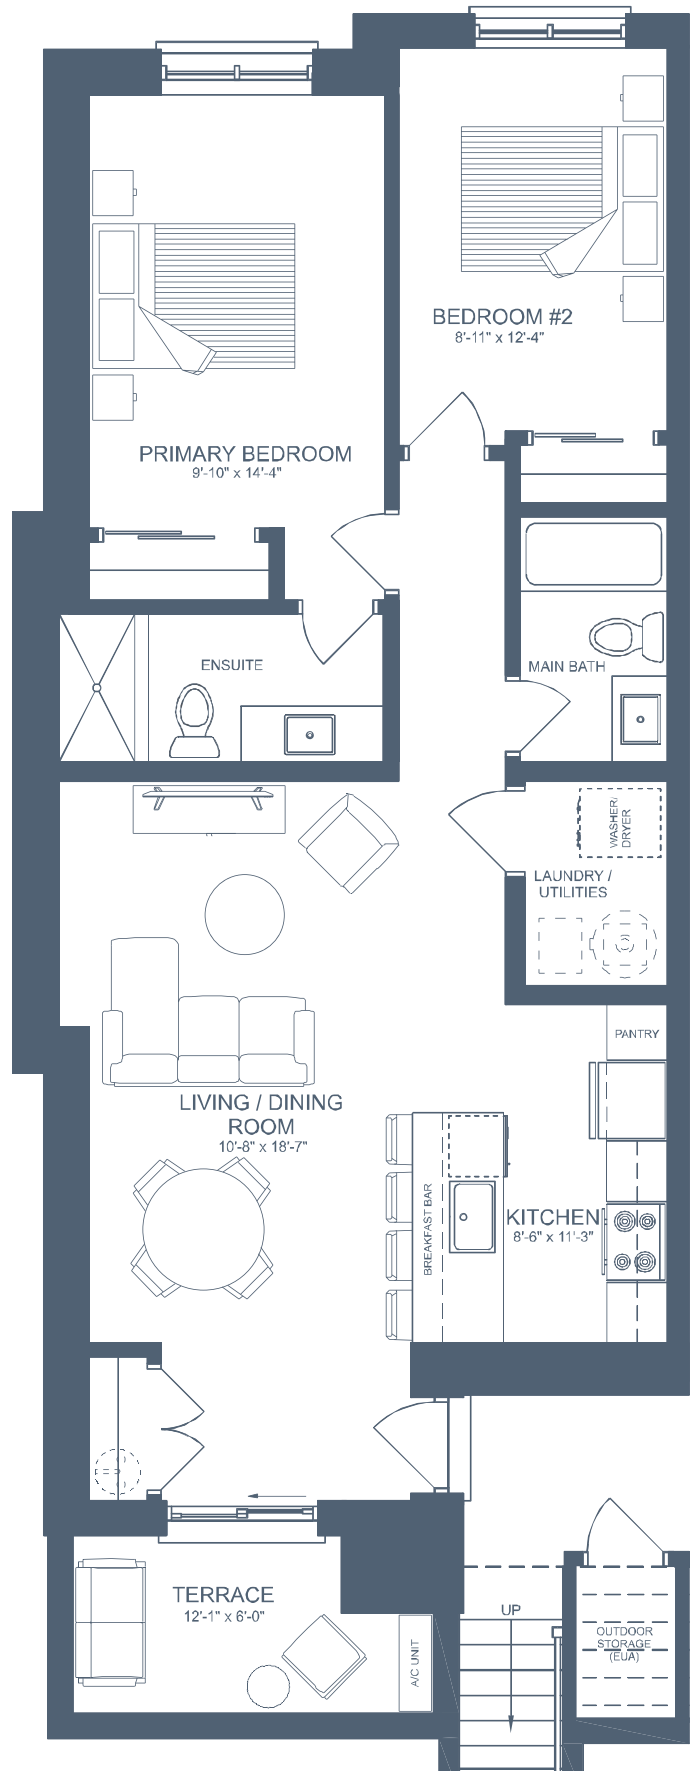 BEDROOM #2
8'-11" x 12'-4"
PRIMARY BEDROOM
9'-10" x 14'-4"
ENSUITE
MAIN BATH
WASHER/
DRYER
LAUNDRY /
UTILITIES
PANTRY
LIVING / DINING
ROOM
10'-8" x 18'-7"
BREAKFAST BAR
KITCHEN
8'-6" x 11'-3"
TERRACE
12'-1" x 6'-0"
A/C UNIT
UP
OUTDOOR
STORAGE
(EUA)